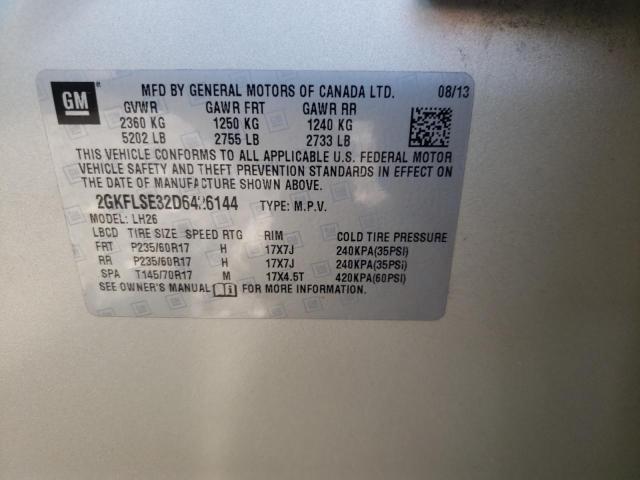 GM
MFD BY GENERAL MOTORS OF CANADA LTD. 08/13
GVWR GAWR FRT GAWR RR
2360 KG 1250 KG 1240 KG
5202 LB 2755 LB 2733 LB
THIS VEHICLE CONFORMS TO ALL APPLICABLE U.S. FEDERAL MOTOR
VEHICLE SAFETY AND THEFT PREVENTION STANDARDS IN EFFECT ON
THE DATE OF MANUFACTURE SHOWN ABOVE.
2GKFLSE32D6426144 TYPE: M.P.V.
MODEL: LH26
LBCD TIRE SIZE SPEED RTG RIM COLD TIRE PRESSURE
FRT P235/60R17 H 17X7J 240KPA(35PSI)
RR P235/60R17 H 17X7J 240KPA(35PSI)
SPA T145/70R17 M 17X4.5T 420KPA(60PSI)
SEE OWNER'S MANUAL FOR MORE INFORMATION